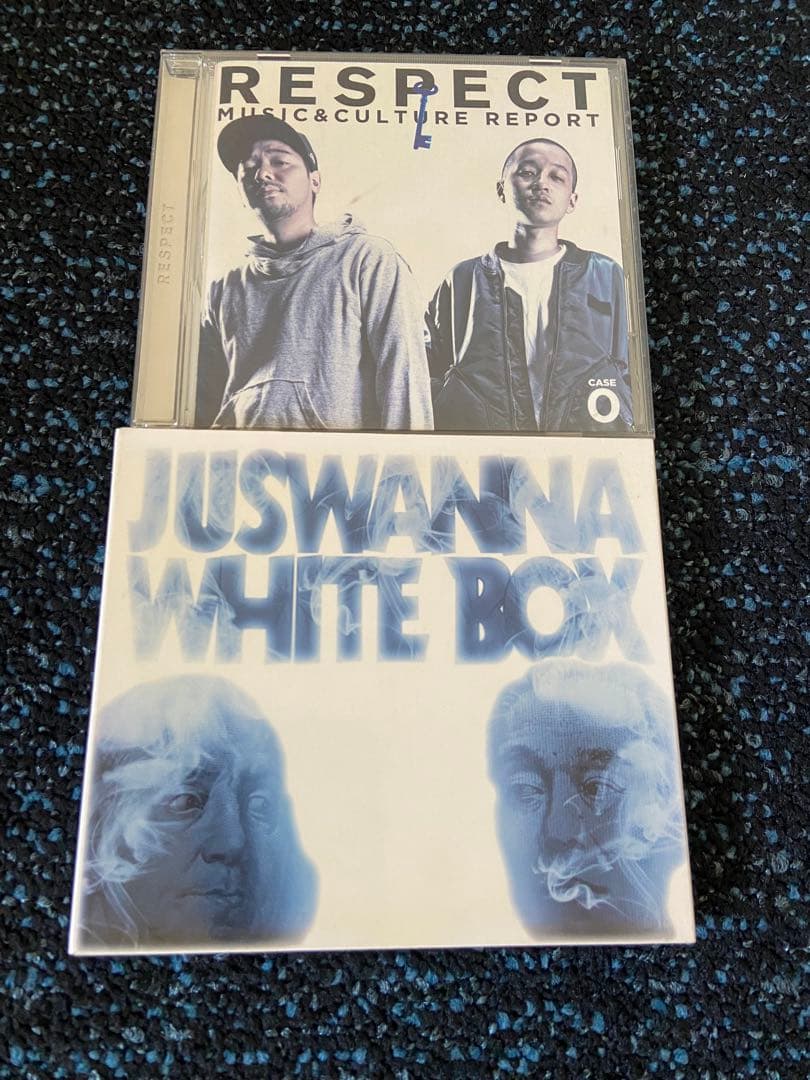 RESPECT
MUSIC&CULTURE REPORT
RESPECT
CASE
0
JUSWANNA
WHITE BOX